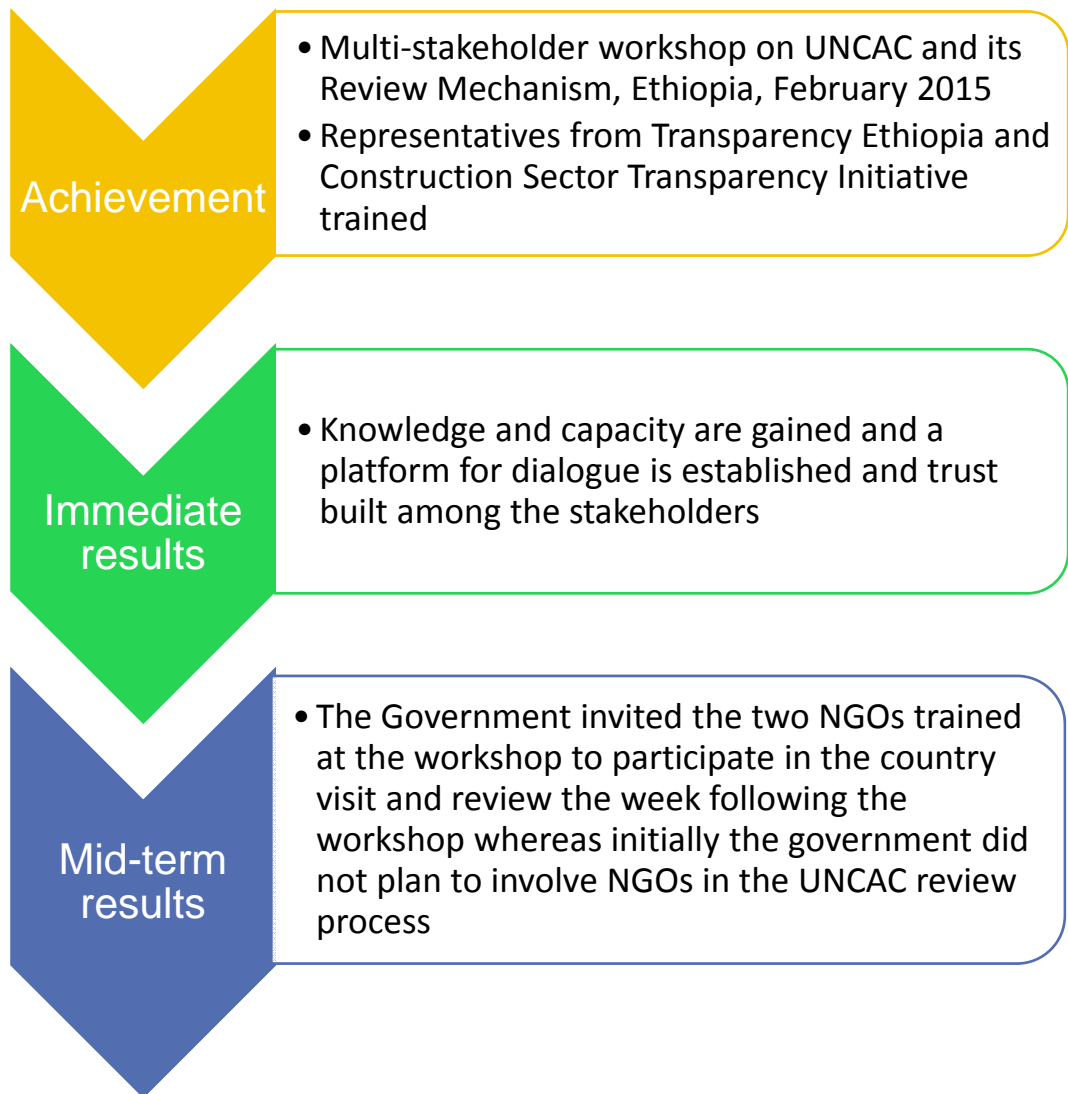 Achievement
• Multi-stakeholder workshop on UNCAC and its
Review Mechanism, Ethiopia, February 2015
• Representatives from Transparency Ethiopia and
Construction Sector Transparency Initiative
trained
Immediate
results
• Knowledge and capacity are gained and a
platform for dialogue is established and trust
built among the stakeholders
Mid-term
results
• The Government invited the two NGOs trained
at the workshop to participate in the country
visit and review the week following the
workshop whereas initially the government did
not plan to involve NGOs in the UNCAC review
process